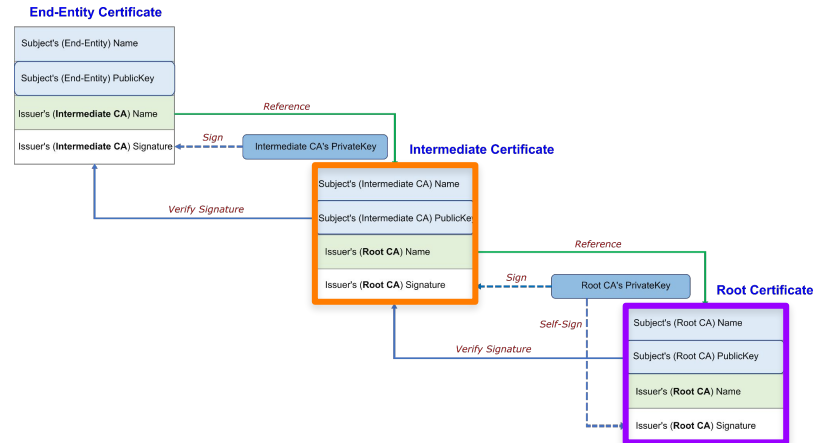 End-Entity Certificate
Subject's (End-Entity) Name
Subject's (End-Entity) PublicKey
Issuer's (Intermediate CA) Name
Issuer's (Intermediate CA) Signature
Reference
Sign
Intermediate CA's PrivateKey
Verify Signature
Intermediate Certificate
Subject's (Intermediate CA) Name
Subject's (Intermediate CA) PublicKey
Issuer's (Root CA) Name
Issuer's (Root CA) Signature
Reference
Sign
Root CA's PrivateKey
Self-Sign
Verify Signature
Root Certificate
Subject's (Root CA) Name
Subject's (Root CA) PublicKey
Issuer's (Root CA) Name
Issuer's (Root CA) Signature